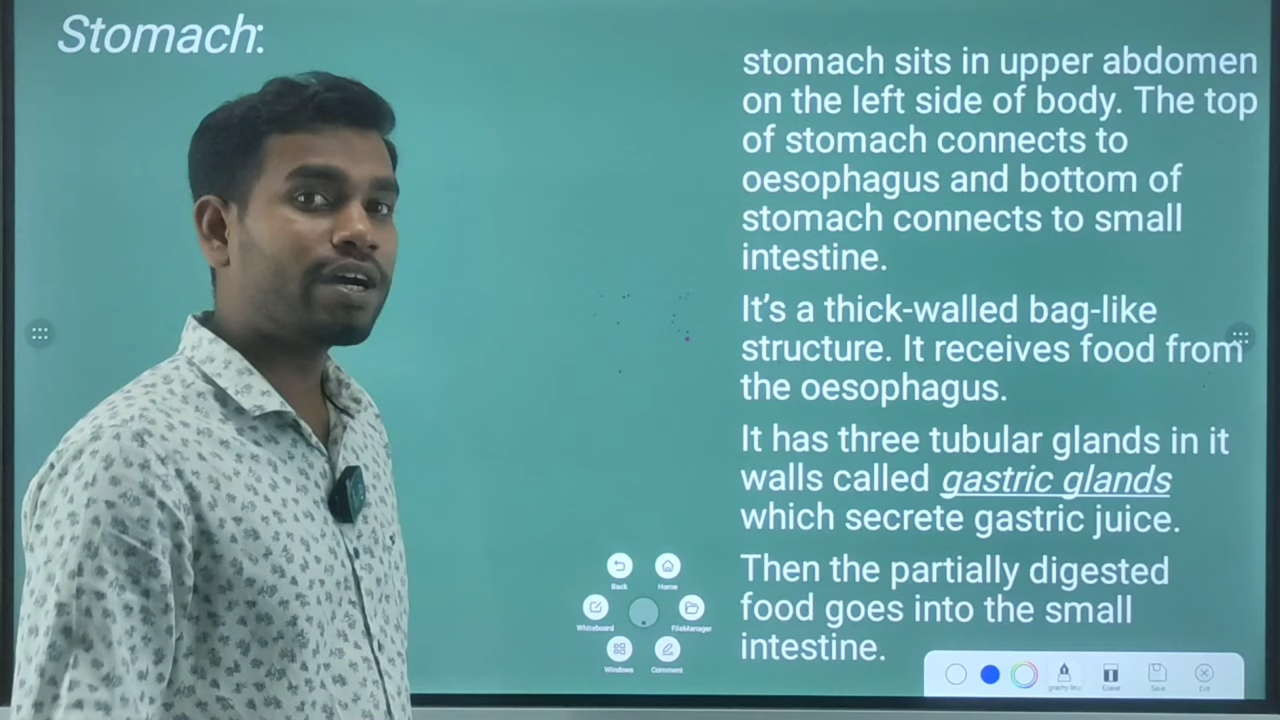 Stomach:
stomach sits in upper abdomen
on the left side of body. The top
of stomach connects to
oesophagus and bottom of
stomach connects to small
intestine.
It's a thick-walled bag-like
structure. It receives food from
the oesophagus.
It has three tubular glands in it
walls called gastric glands
which secrete gastric juice.
Then the partially digested
food goes into the small
intestine.
Back Home
Whiteboard FileManager
Windows Comment
Eraser Save Exit